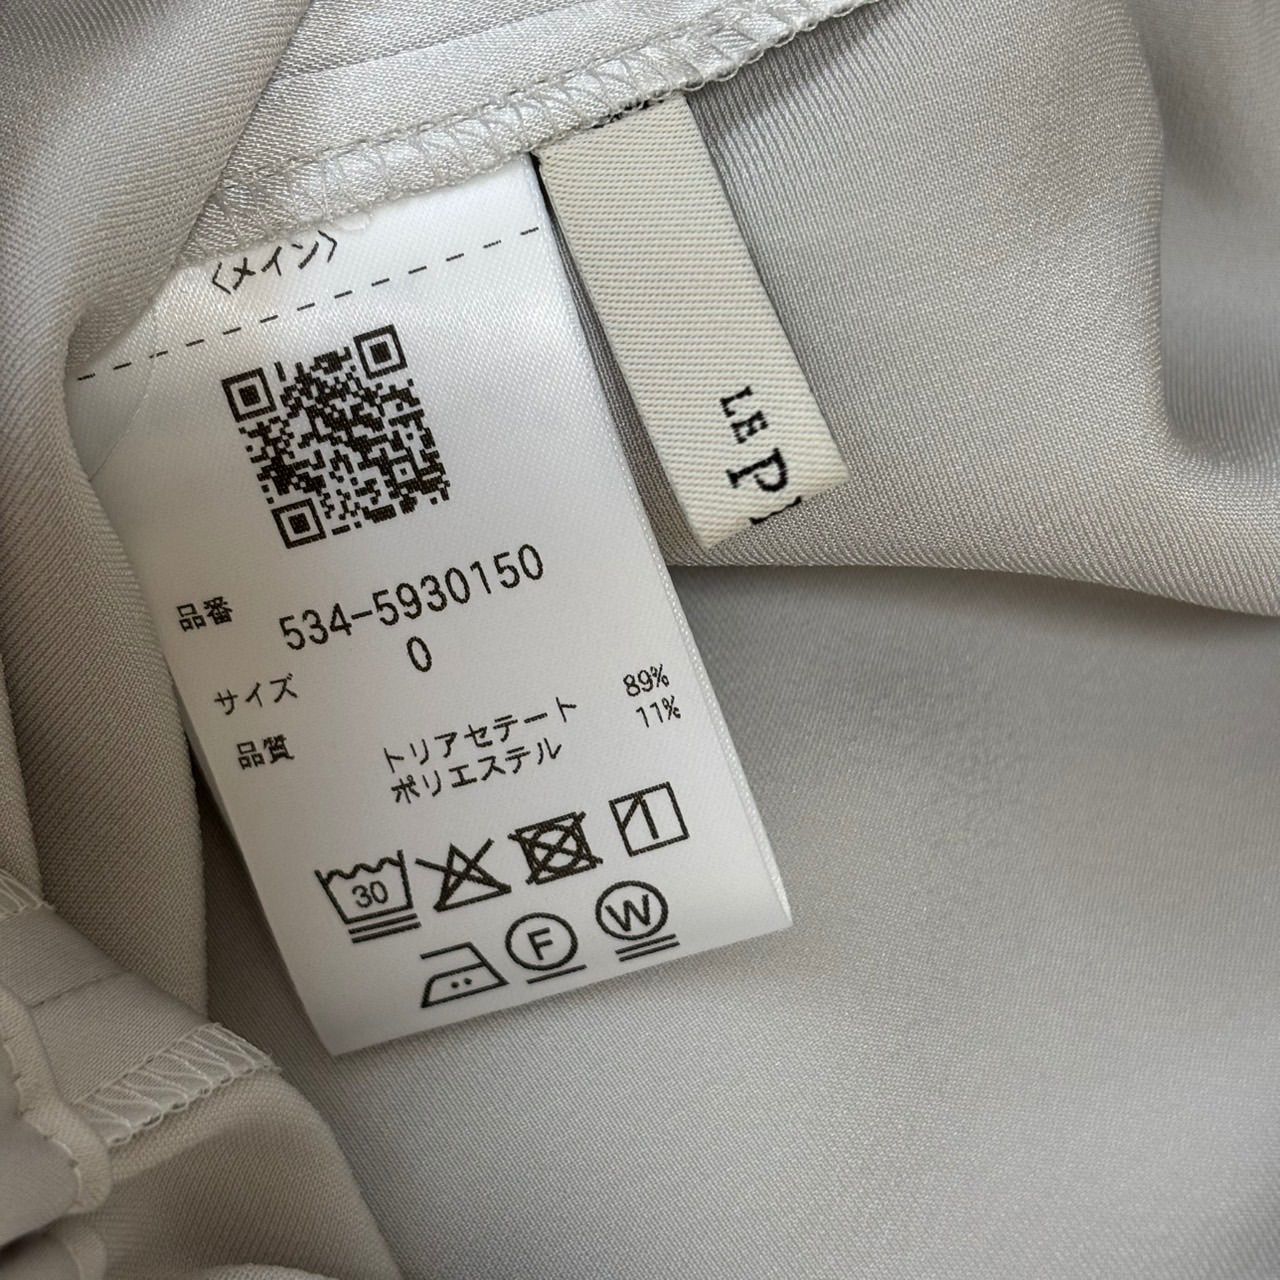 〈メイン〉
LE P
品番 534-5930150
サイズ 0
品質 トリアセテート 89%
ポリエステル 11%
30
F
W